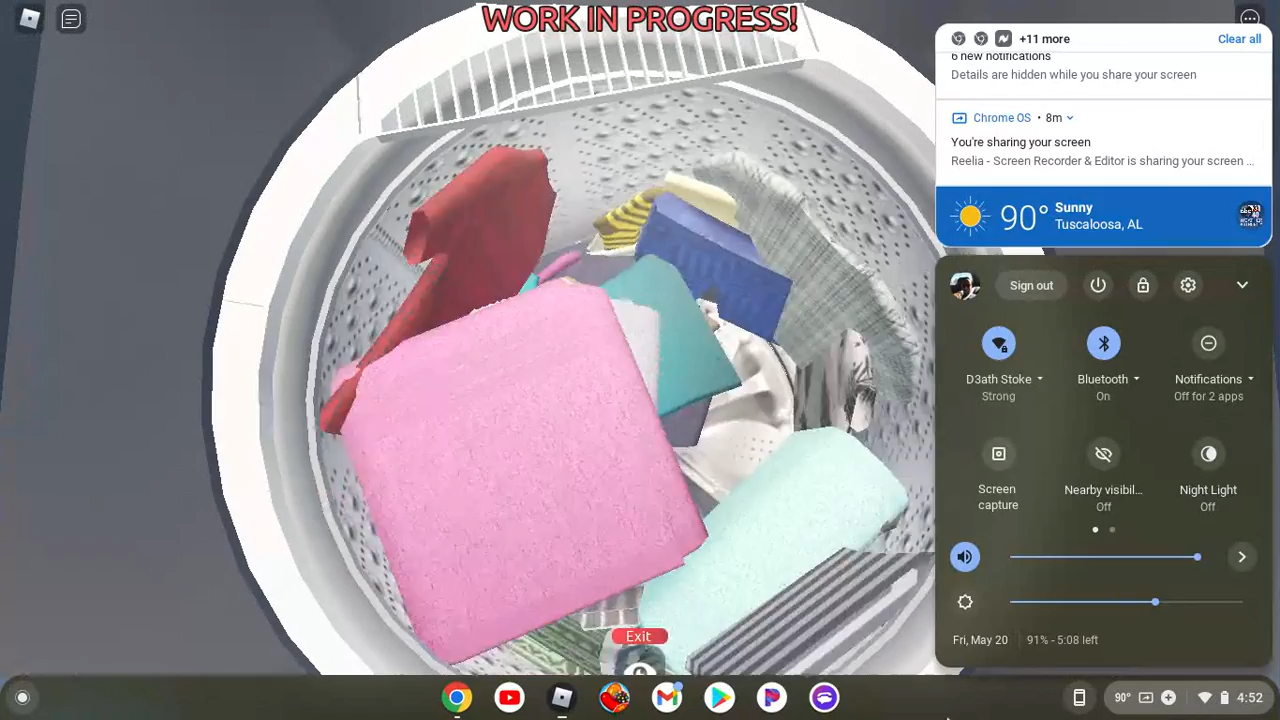 WORK IN PROGRESS!
+11 more
Clear all
6 new notifications
Details are hidden while you share your screen
Chrome OS • 8m
You're sharing your screen
Reelia - Screen Recorder & Editor is sharing your screen …
90° Sunny
Tuscaloosa, AL
Sign out
D3ath Stoke
Strong
Bluetooth
On
Notifications
Off for 2 apps
Screen
capture
Nearby visibil…
Off
Night Light
Off
Fri, May 20
91% - 5:08 left
Exit
90°
4:52